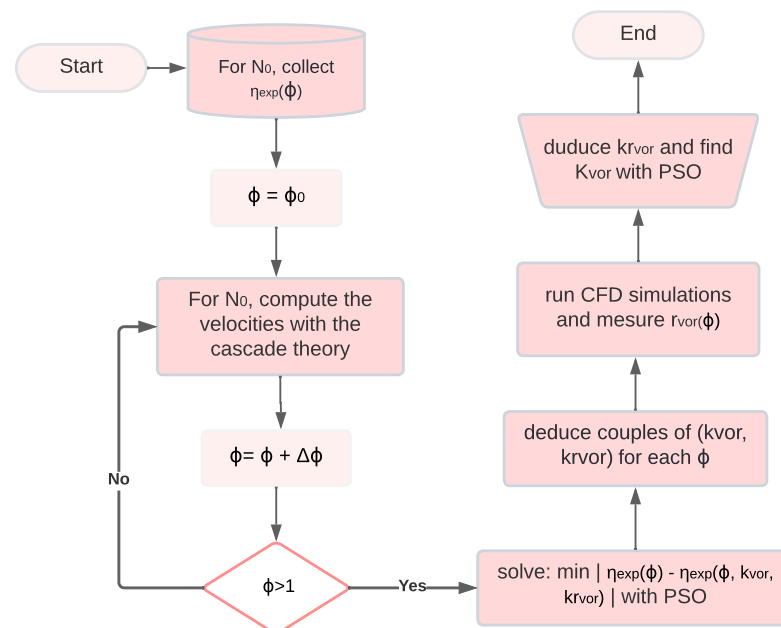 Start
For N₀, collect
ηexp(ϕ)
ϕ = ϕ₀
For N₀, compute the
velocities with the
cascade theory
ϕ= ϕ + Δϕ
No
ϕ>1
Yes
solve: min | ηexp(ϕ) - ηexp(ϕ, kvor,
krvor) | with PSO
deduce couples of (kvor,
krvor) for each ϕ
run CFD simulations
and mesure rvor(ϕ)
duduce krvor and find
Kvor with PSO
End